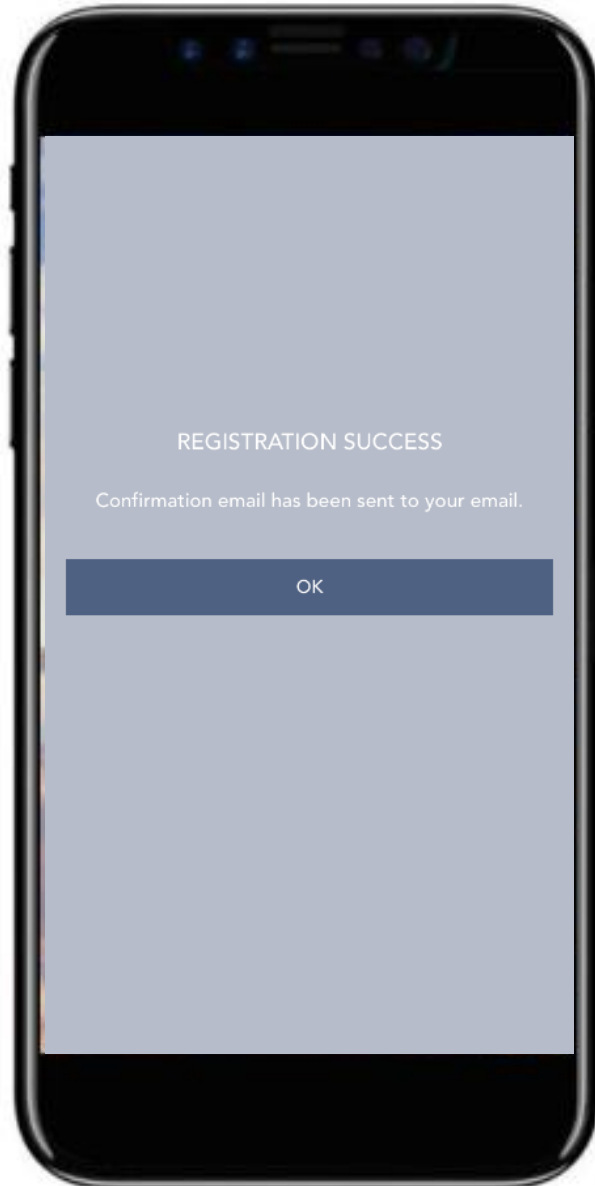 REGISTRATION SUCCESS
Confirmation email has been sent to your email.
OK